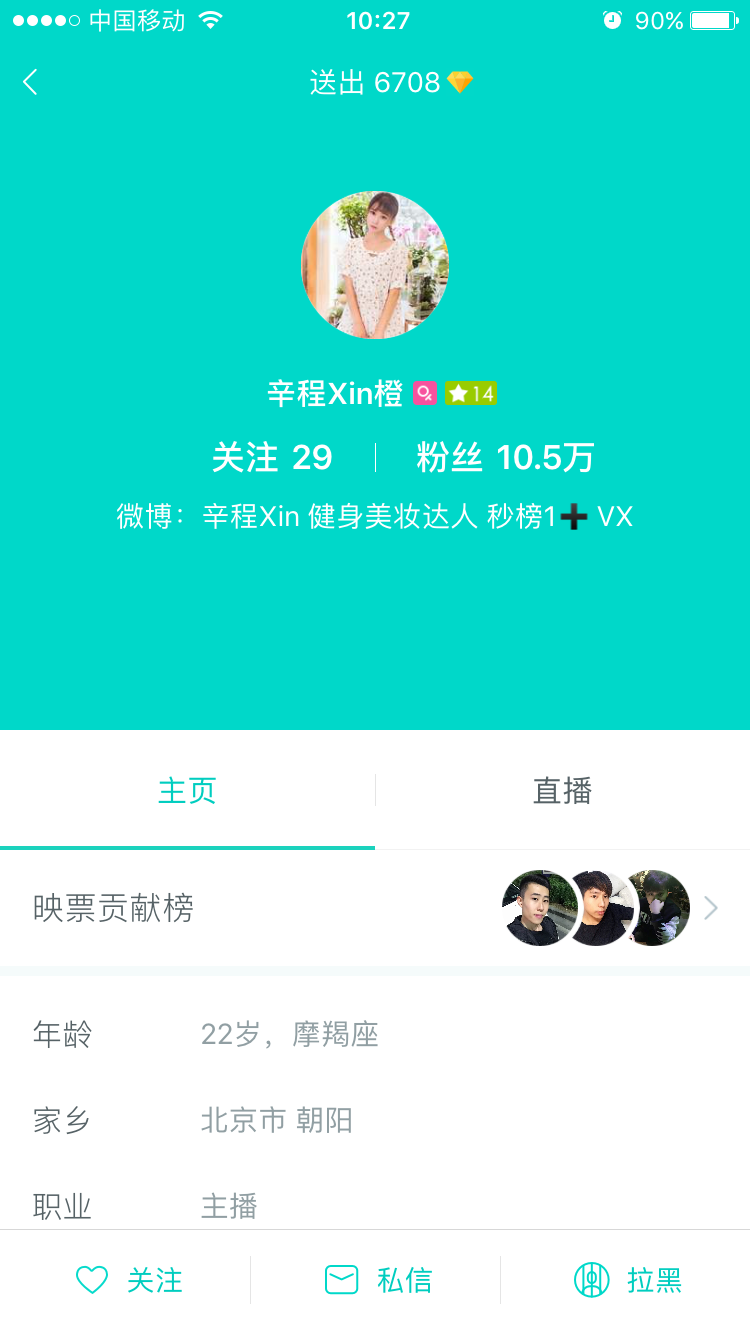 中国移动 10:27 90%
送出 6708
辛程Xin橙 14
关注 29 粉丝 10.5万
微博：辛程Xin 健身美妆达人 秒榜1➕ VX
主页 直播
映票贡献榜
年龄 22岁，摩羯座
家乡 北京市 朝阳
职业 主播
关注 私信 拉黑